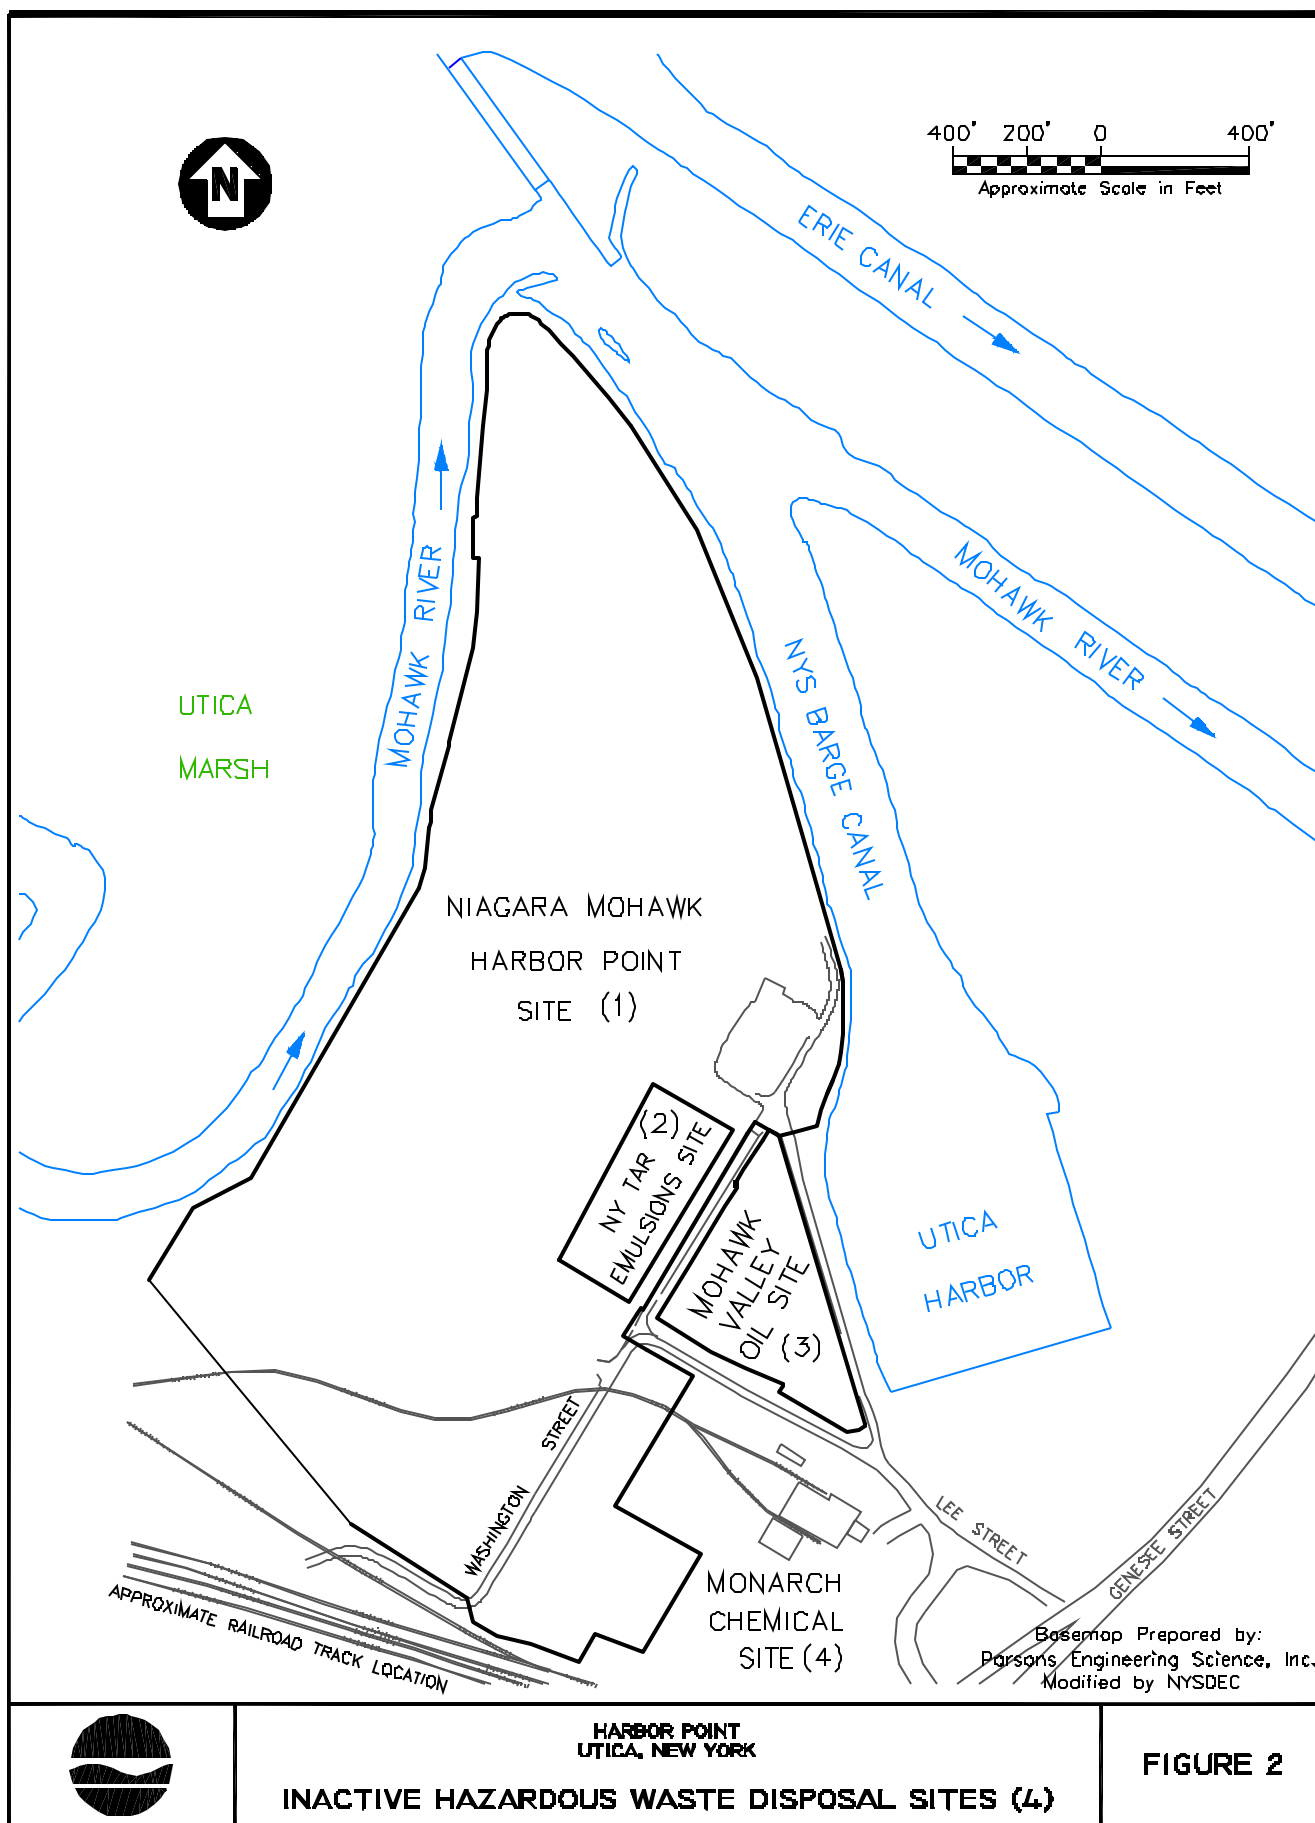 400' 200' 0 400'
Approximate Scale in Feet
N
ERIE CANAL
MOHAWK RIVER
MOHAWK RIVER
NYS BARGE CANAL
UTICA
MARSH
NIAGARA MOHAWK
HARBOR POINT
SITE (1)
(2)
NY TAR
EMULSIONS SITE
MOHAWK
VALLEY
OIL SITE
(3)
UTICA
HARBOR
WASHINGTON STREET
LEE STREET
GENESEE STREET
MONARCH
CHEMICAL
SITE (4)
APPROXIMATE RAILROAD TRACK LOCATION
Basemap Prepared by:
Parsons Engineering Science, Inc.
Modified by NYSDEC
HARBOR POINT
UTICA, NEW YORK
INACTIVE HAZARDOUS WASTE DISPOSAL SITES (4)
FIGURE 2